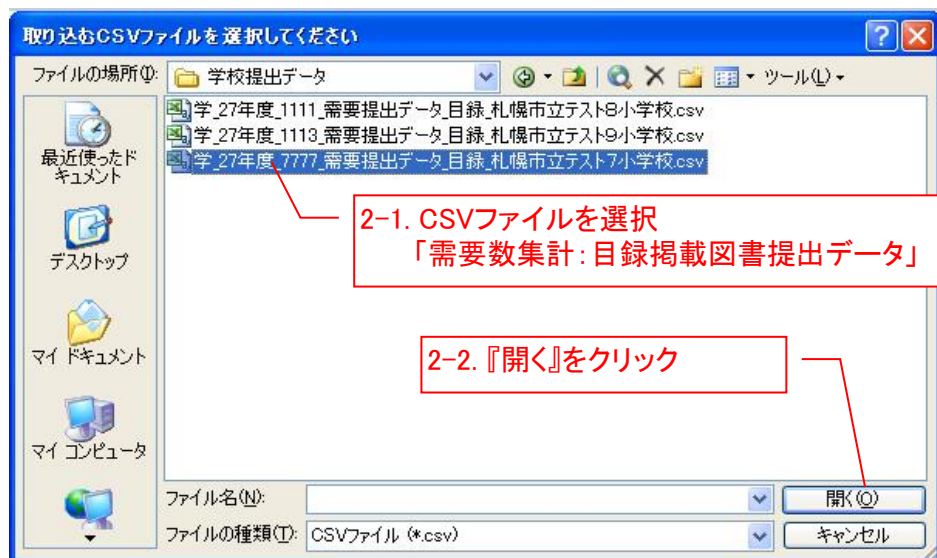 取り込むCSVファイルを選択してください
ファイルの場所(I):
学校提出データ
ツール(L)
学_27年度_1111_需要提出データ_目録_札幌市立テスト8小学校.csv
学_27年度_1113_需要提出データ_目録_札幌市立テスト9小学校.csv
学_27年度_7777_需要提出データ_目録_札幌市立テスト7小学校.csv
最近使ったド
キュメント
デスクトップ
マイ ドキュメント
マイ コンピュータ
2-1. CSVファイルを選択
「需要数集計：目録掲載図書提出データ」
2-2.『開く』をクリック
ファイル名(N):
開く(O)
ファイルの種類(T):
CSVファイル (*.csv)
キャンセル